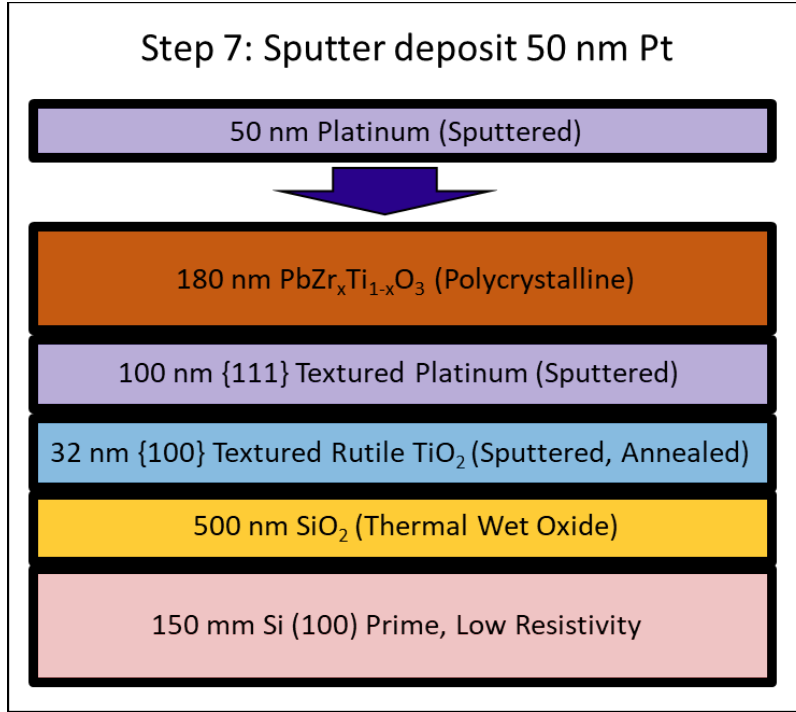 Step 7: Sputter deposit 50 nm Pt
50 nm Platinum (Sputtered)
180 nm PbZrₓTi₁₋ₓO₃ (Polycrystalline)
100 nm {111} Textured Platinum (Sputtered)
32 nm {100} Textured Rutile TiO₂ (Sputtered, Annealed)
500 nm SiO₂ (Thermal Wet Oxide)
150 mm Si (100) Prime, Low Resistivity